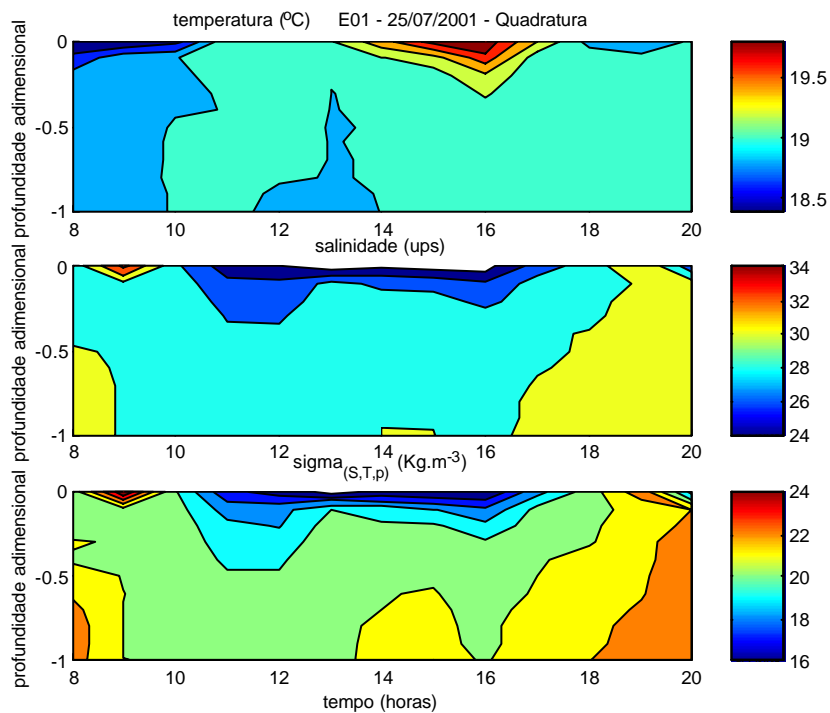 temperatura (ºC) E01 - 25/07/2001 - Quadratura
profundidade adimensional
0
-0.5
-1
8 10 12 14 16 18 20
19.5
19
18.5
salinidade (ups)
profundidade adimensional
0
-0.5
-1
8 10 12 14 16 18 20
34
32
30
28
26
24
sigma(S,T,p) (Kg.m-3)
profundidade adimensional
0
-0.5
-1
8 10 12 14 16 18 20
24
22
20
18
16
tempo (horas)